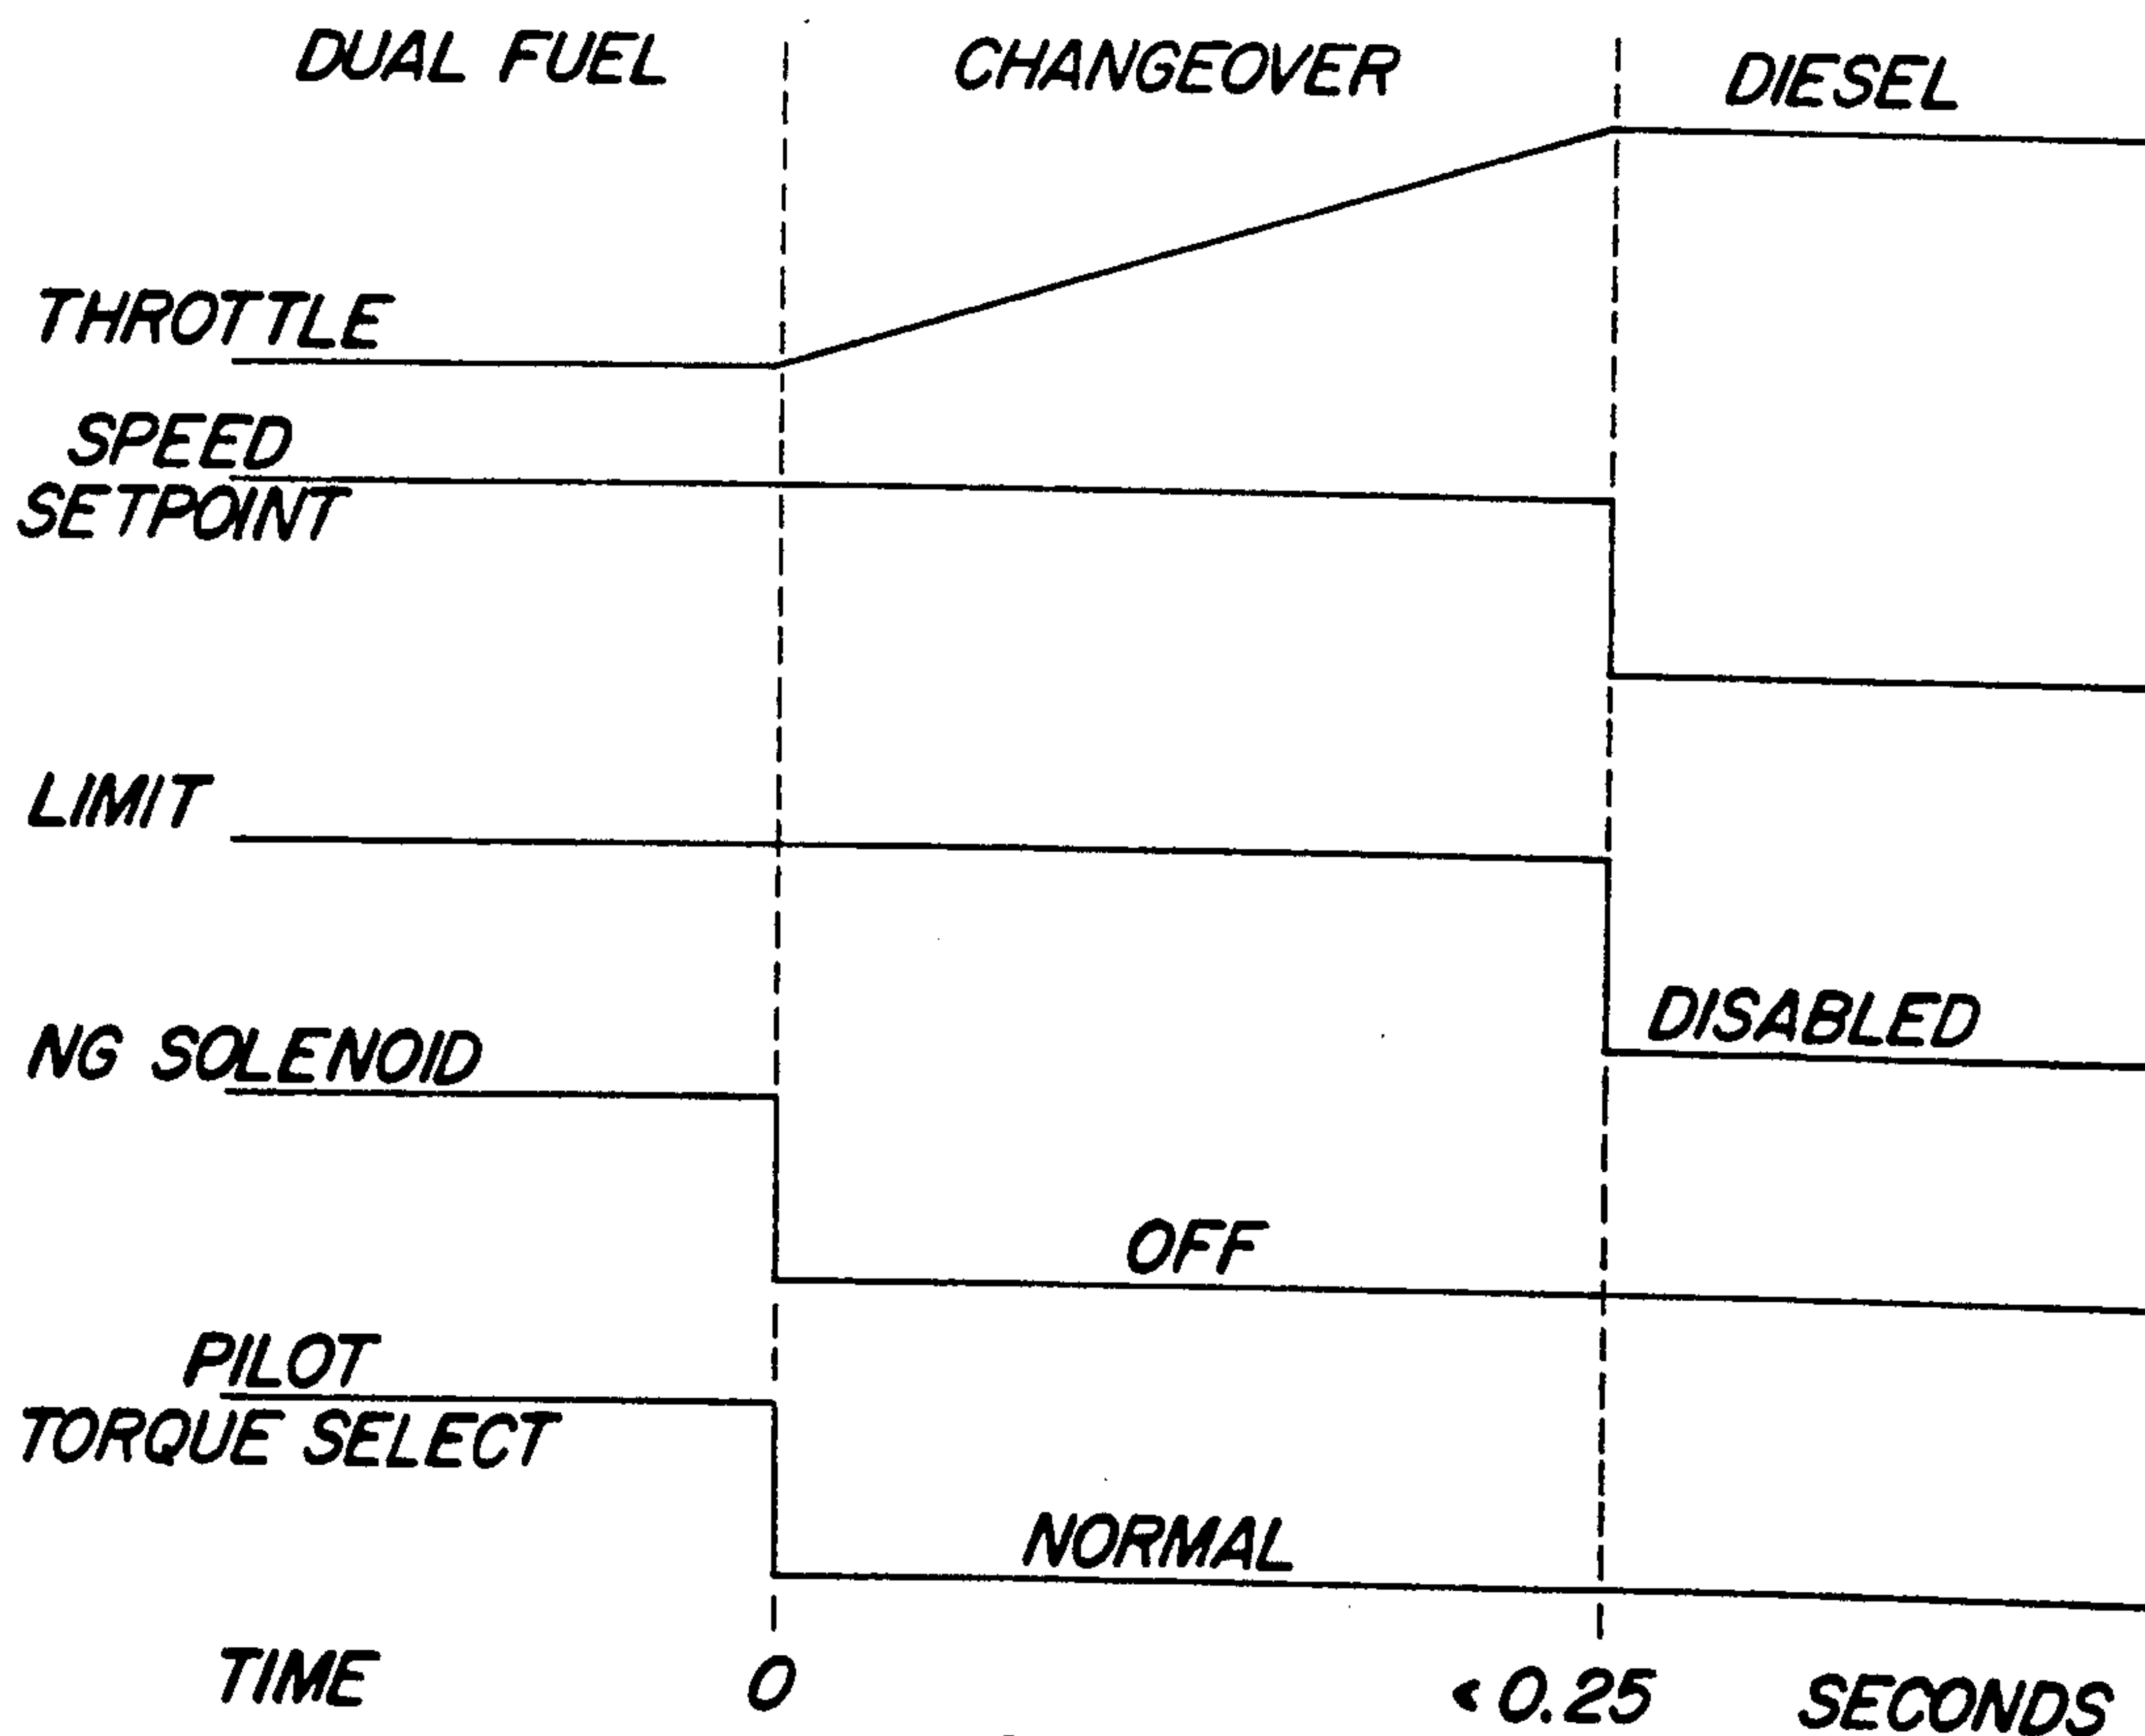 DUAL FUEL
CHANGEOVER
DIESEL
THROTTLE
SPEED
SETPOINT
LIMIT
DISABLED
NG SOLENOID
OFF
PILOT
TORQUE SELECT
NORMAL
TIME 0 < 0.25 SECONDS